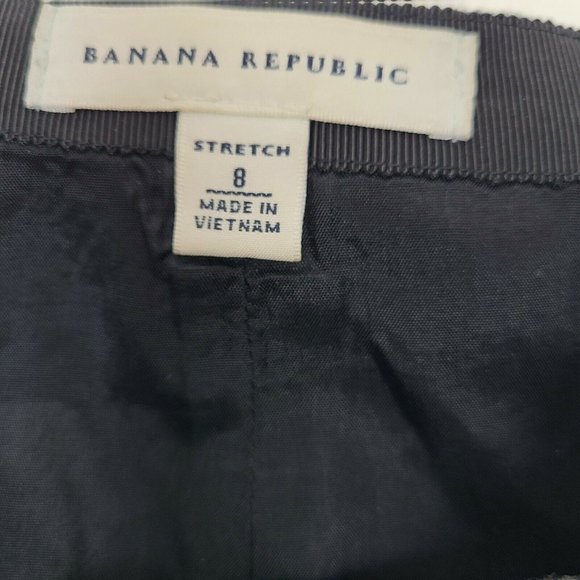 BANANA REPUBLIC
STRETCH
8
MADE IN
VIETNAM